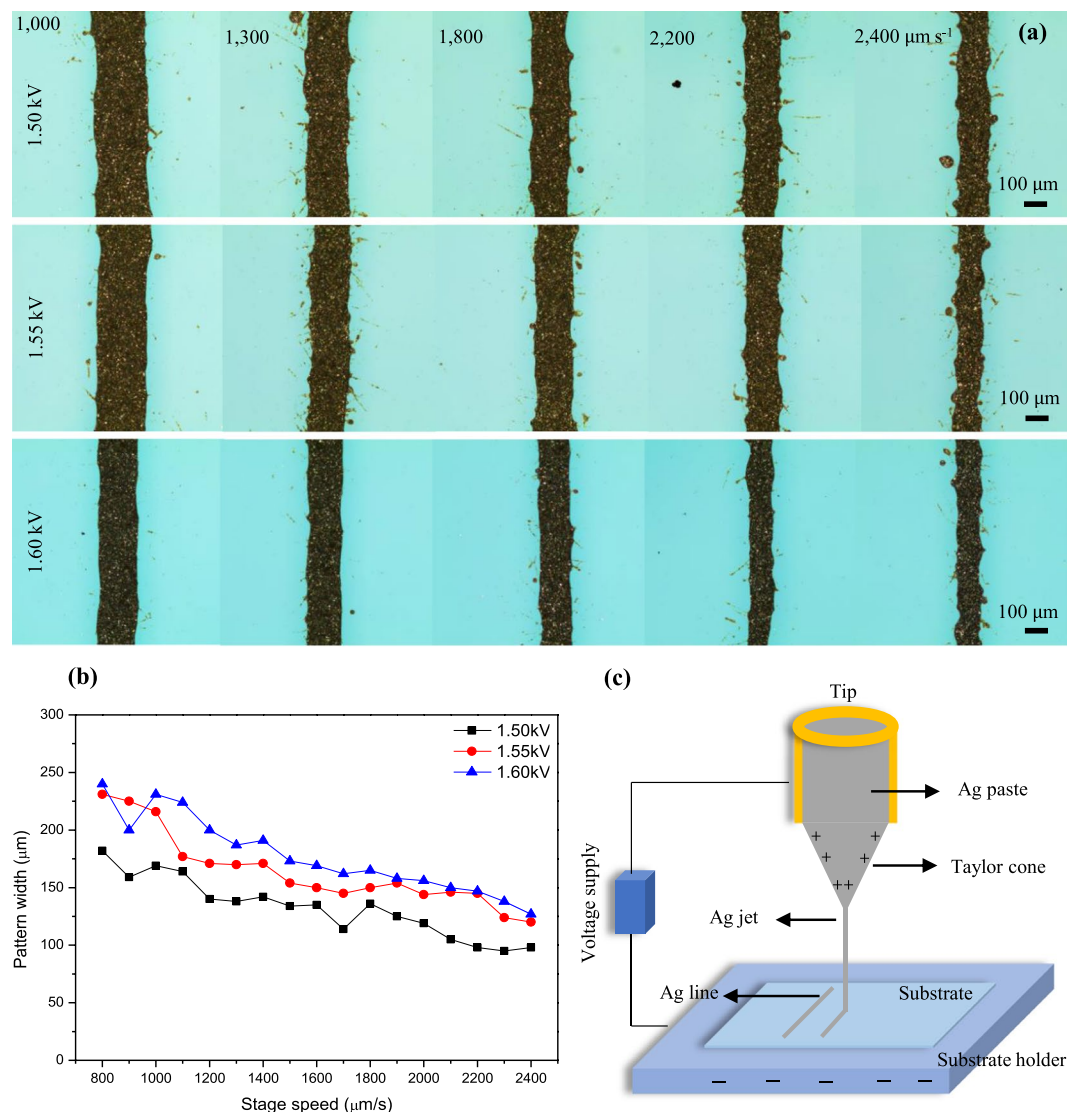 1,000
1,300
1,800
2,200
2,400 μm s⁻¹
(a)
1.50 kV
100 μm
1.55 kV
100 μm
1.60 kV
100 μm
(b)
300
250
200
150
100
50
0
Pattern width (μm)
1.50kV
1.55kV
1.60kV
800
1000
1200
1400
1600
1800
2000
2200
2400
Stage speed (μm/s)
(c)
Tip
Ag paste
+ +
+ +
++
Taylor cone
Voltage supply
Ag jet
Ag line
Substrate
Substrate holder
– – – – – –